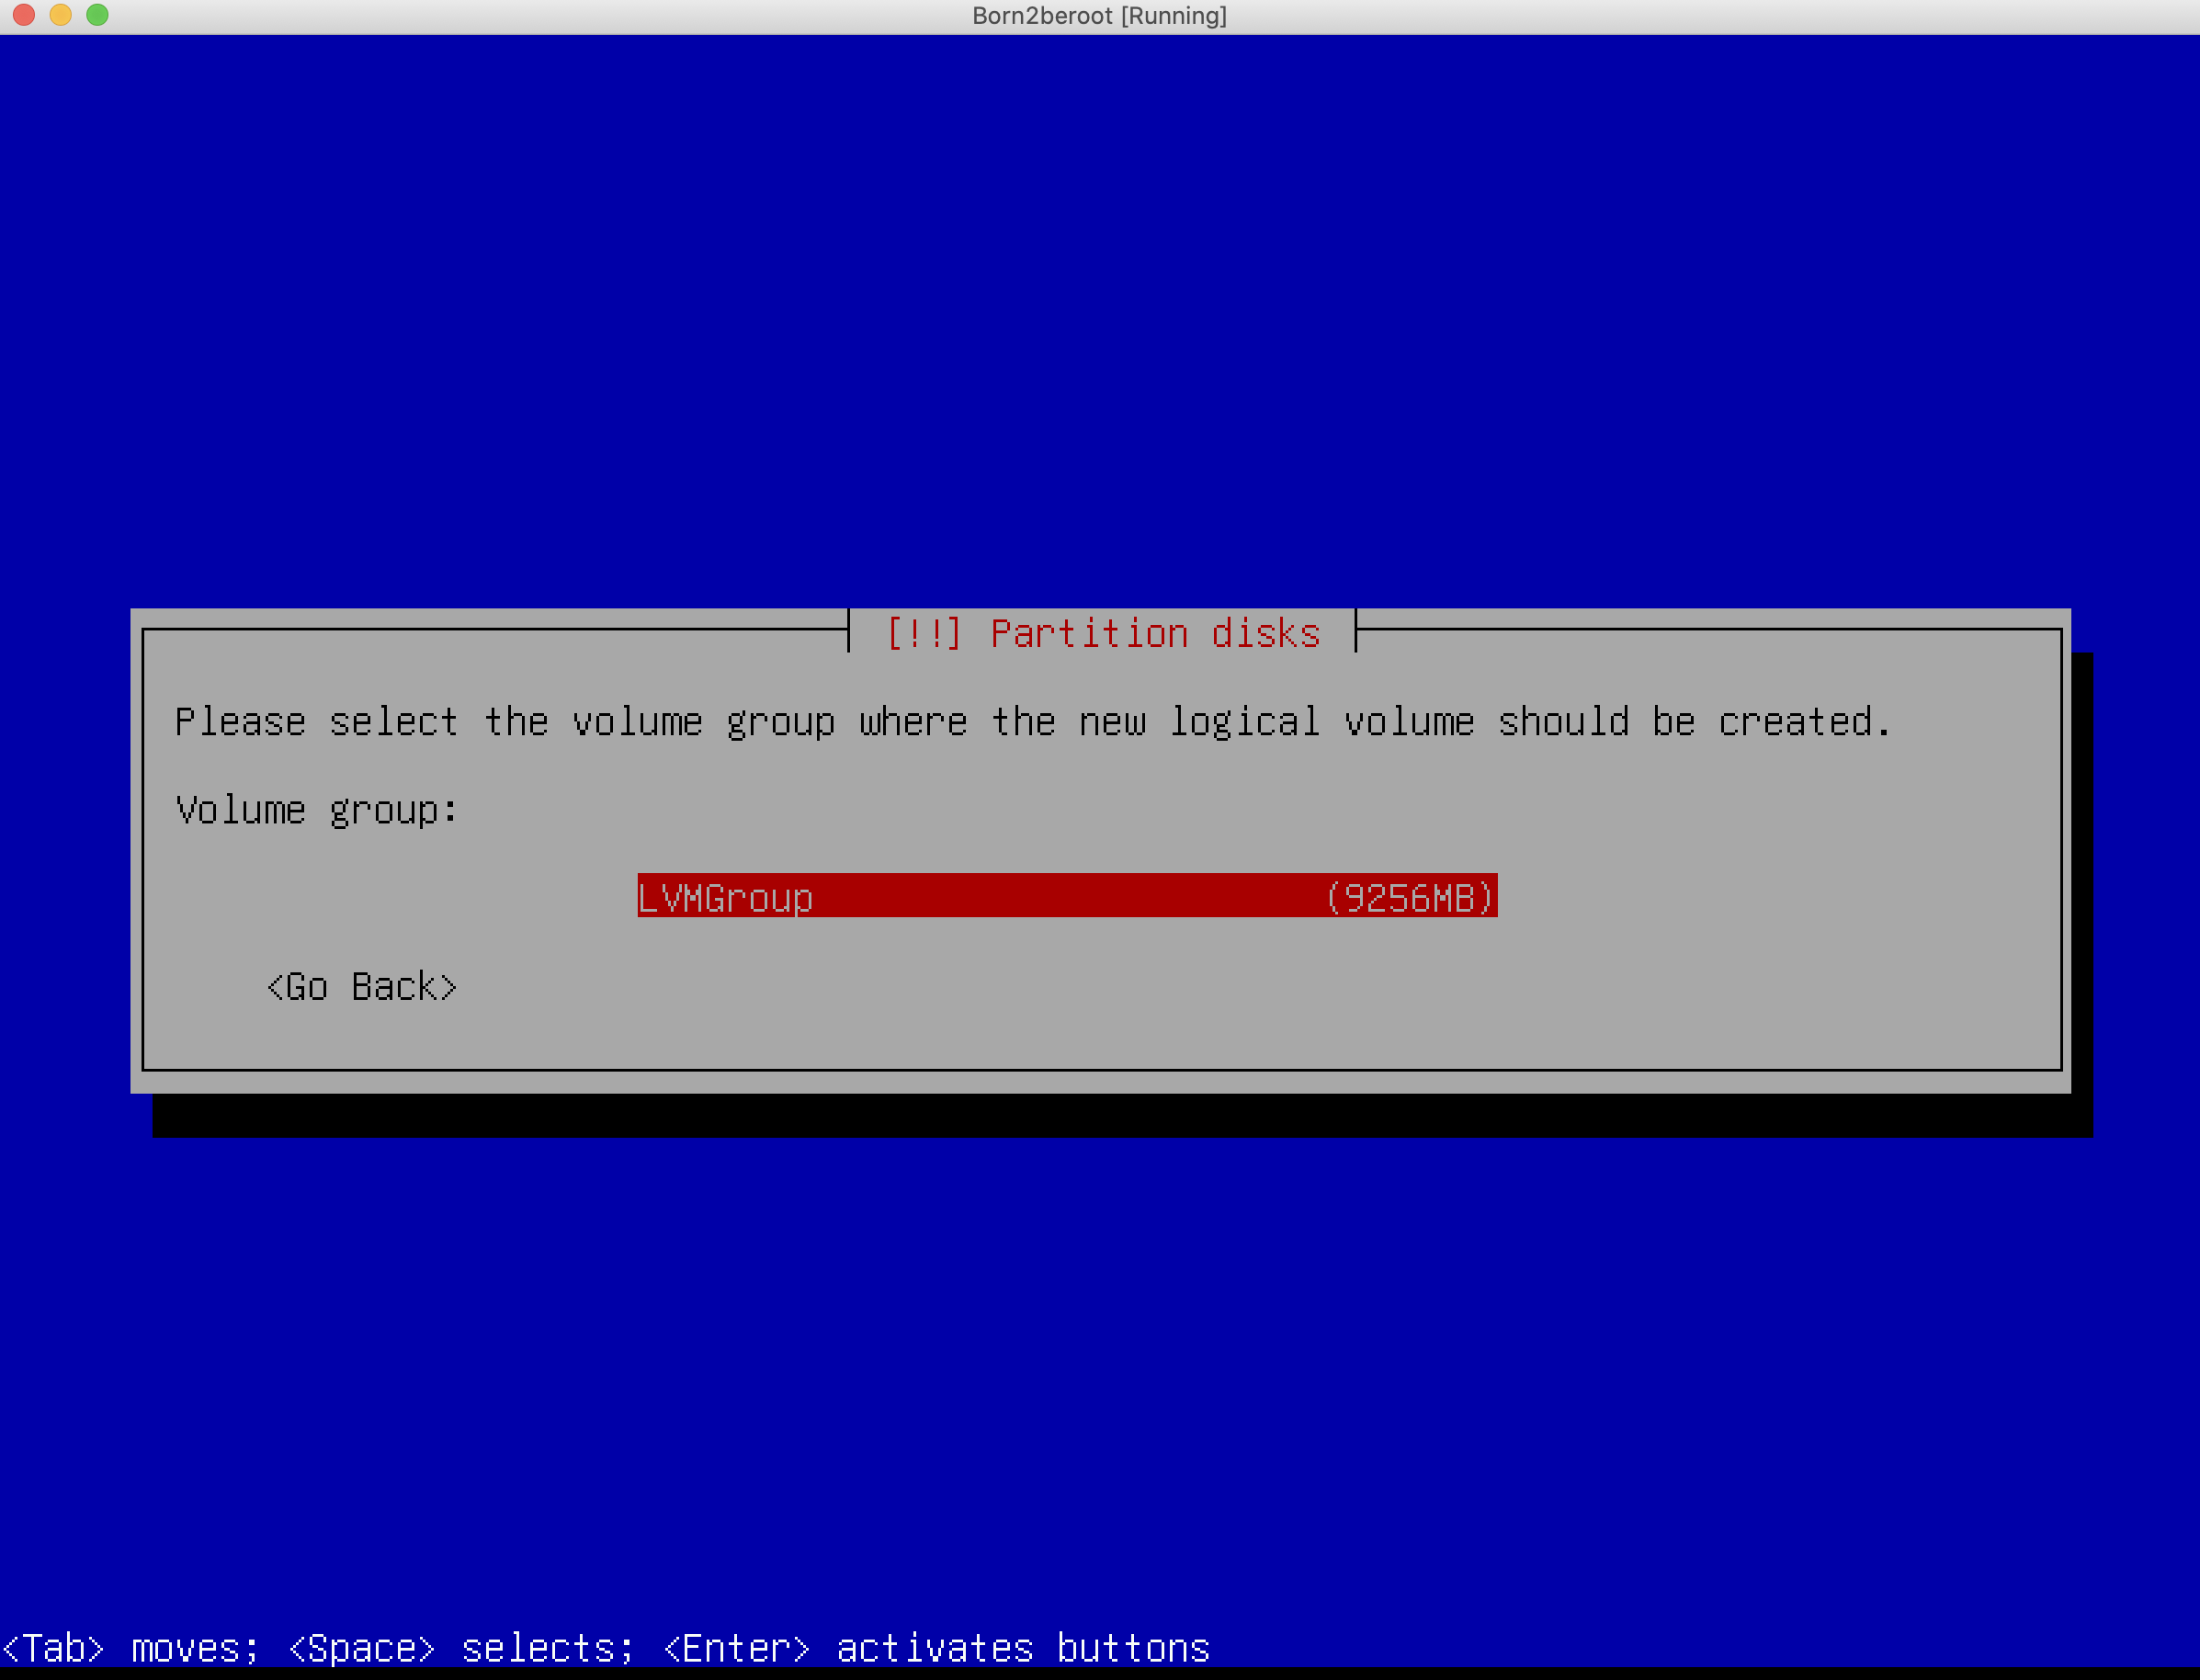 Born2beroot [Running]
[!!] Partition disks
Please select the volume group where the new logical volume should be created.
Volume group:
LVMGroup (9256MB)
<Go Back>
<Tab> moves; <Space> selects; <Enter> activates buttons